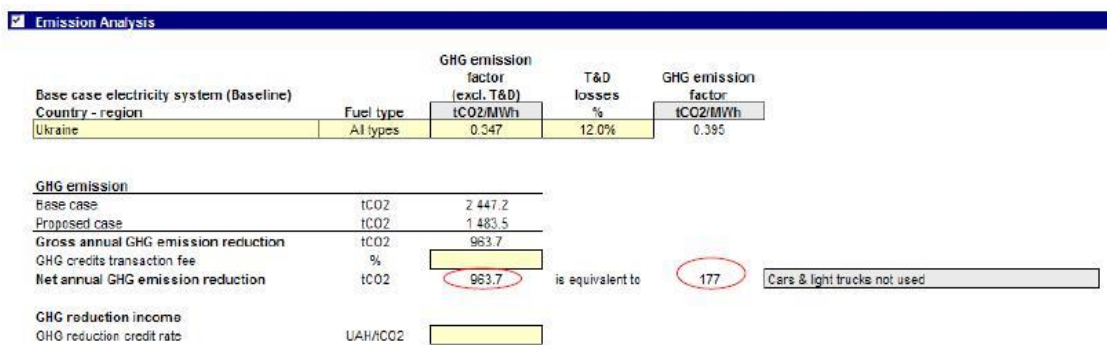 Emission Analysis
GHG emission
factor T&D GHG emission
Base case electricity system (Baseline) (excl. T&D) losses factor
Country - region Fuel type tCO2/MWh % tCO2/MWh
Ukraine All types 0.347 12.0% 0.395
GHG emission
Base case tCO2 2 447.2
Proposed case tCO2 1 483.5
Gross annual GHG emission reduction tCO2 963.7
GHG credits transaction fee %
Net annual GHG emission reduction tCO2 963.7 is equivalent to 177 Cars & light trucks not used
GHG reduction income
GHG reduction credit rate UAH/tCO2